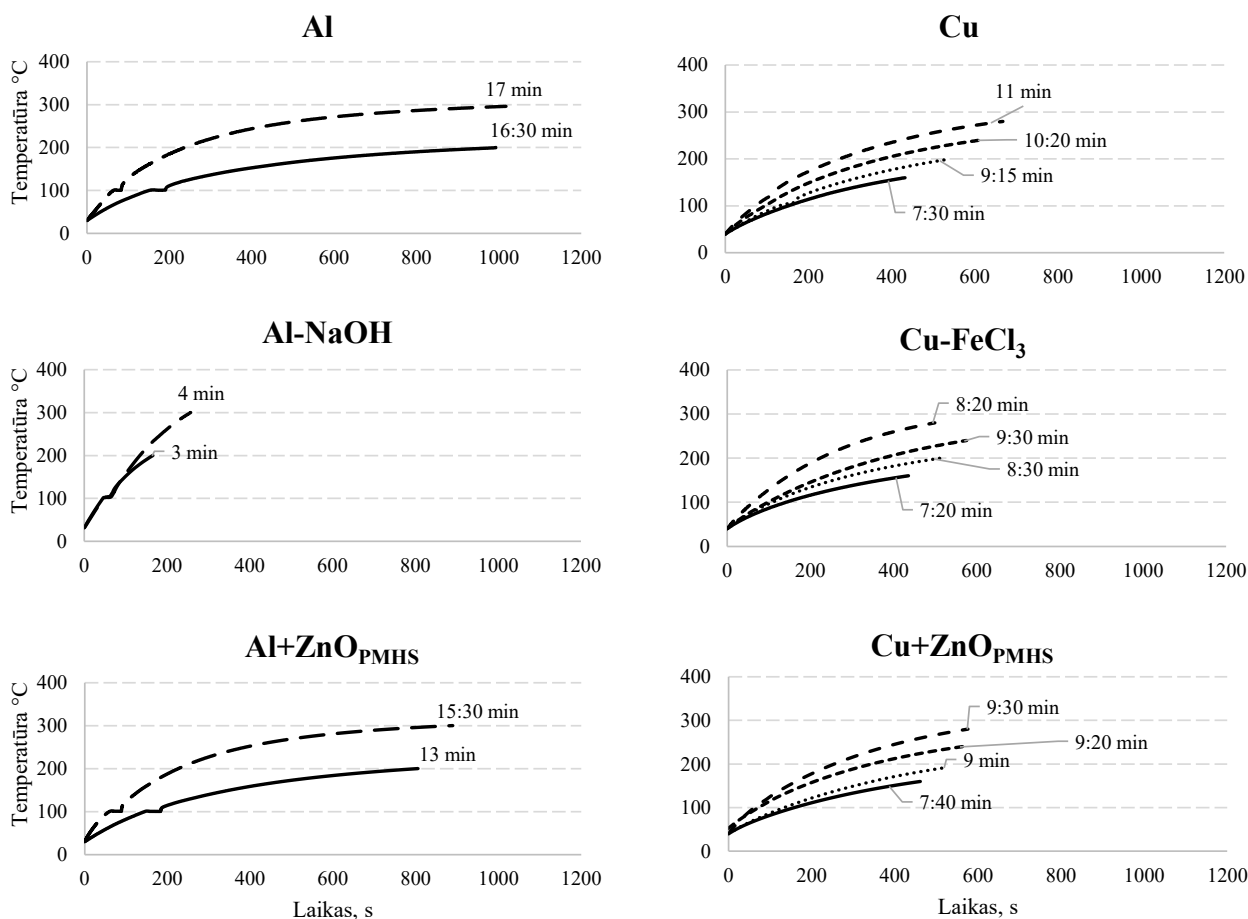 Al
Temperatūra °C
400
300
200
100
0
17 min
16:30 min
0 200 400 600 800 1000 1200
Cu
400
300
200
100
0
11 min
10:20 min
9:15 min
7:30 min
0 200 400 600 800 1000 1200
Al-NaOH
Temperatūra °C
400
300
200
100
0
4 min
3 min
0 200 400 600 800 1000 1200
Cu-FeCl₃
400
300
200
100
0
8:20 min
9:30 min
8:30 min
7:20 min
0 200 400 600 800 1000 1200
Al+ZnO_PMHS
Temperatūra °C
400
300
200
100
0
15:30 min
13 min
0 200 400 600 800 1000 1200
Laikas, s
Cu+ZnO_PMHS
400
300
200
100
0
9:30 min
9:20 min
9 min
7:40 min
0 200 400 600 800 1000 1200
Laikas, s